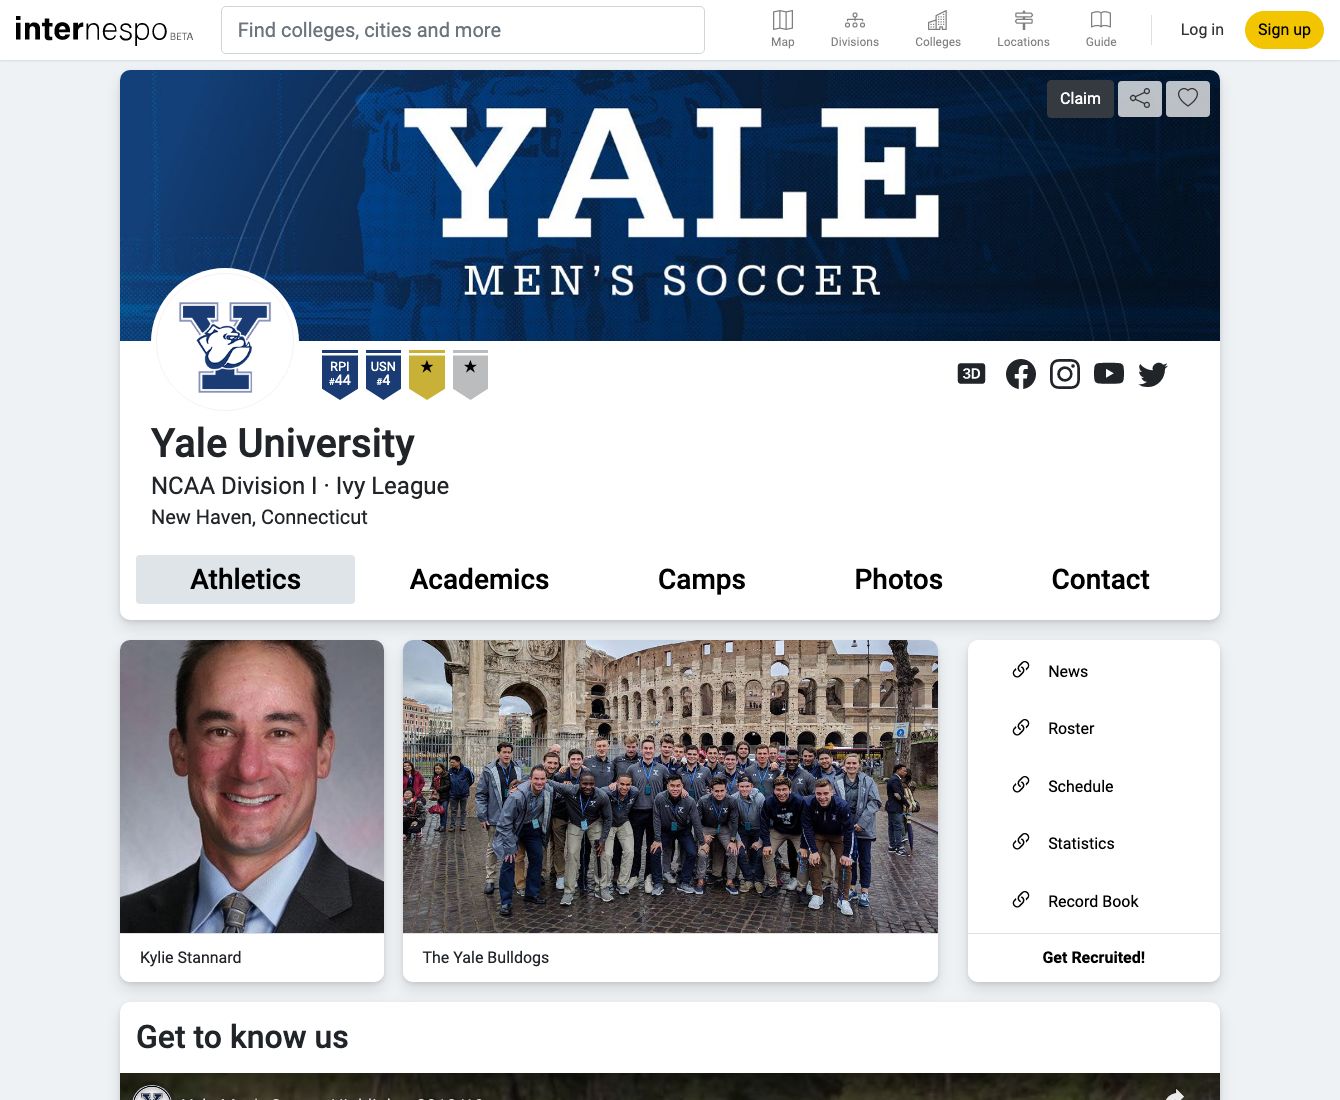 internespo BETA
Find colleges, cities and more
Map
Divisions
Colleges
Locations
Guide
Log in
Sign up
Claim
YALE
MEN'S SOCCER
Y
RPI
#44
USN
#4
3D
Yale University
NCAA Division I · Ivy League
New Haven, Connecticut
Athletics
Academics
Camps
Photos
Contact
News
Roster
Schedule
Statistics
Record Book
Kylie Stannard
The Yale Bulldogs
Get Recruited!
Get to know us